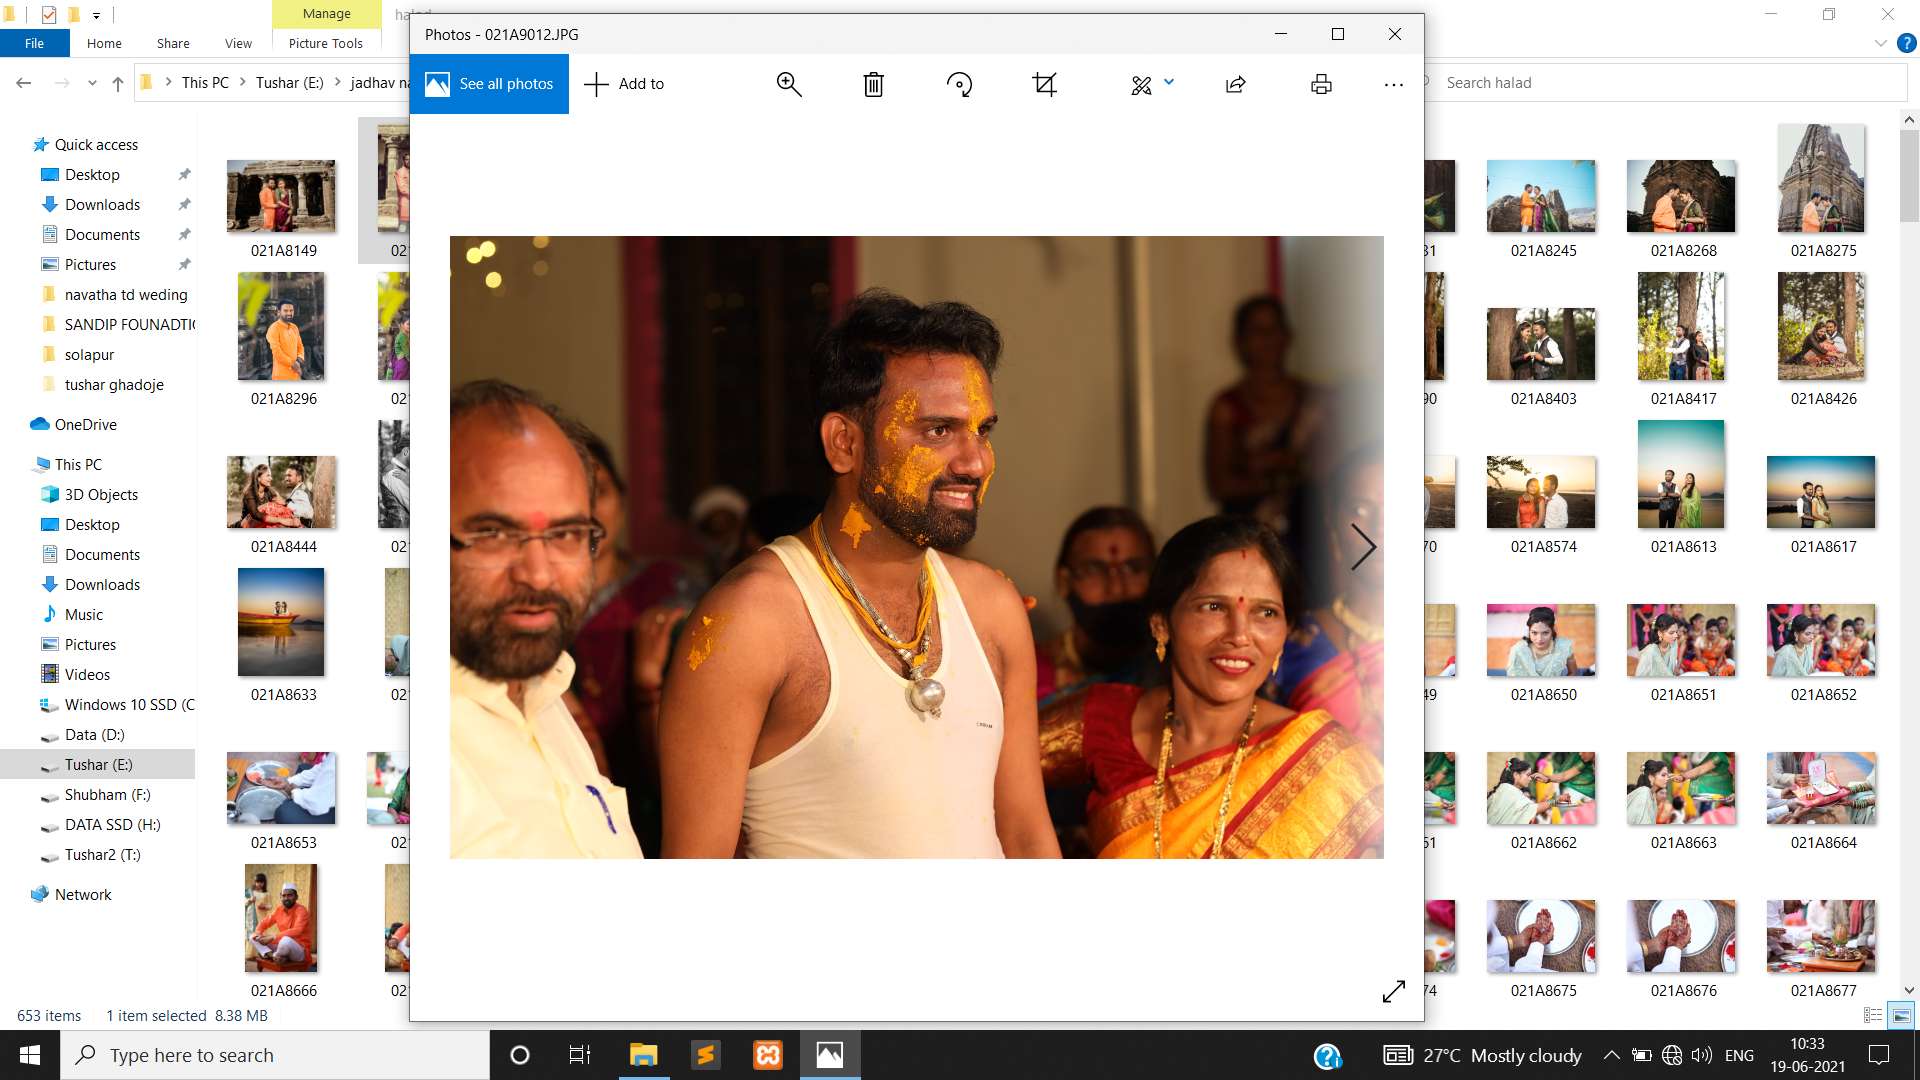 Manage
halad
File
Home
Share
View
Picture Tools
This PC
Tushar (E:)
jadhav na
Search halad
Photos - 021A9012.JPG
See all photos
Add to
Quick access
Desktop
Downloads
Documents
Pictures
navatha td weding
SANDIP FOUNADTI
solapur
tushar ghadoje
OneDrive
This PC
3D Objects
Desktop
Documents
Downloads
Music
Pictures
Videos
Windows 10 SSD (C
Data (D:)
Tushar (E:)
Shubham (F:)
DATA SSD (H:)
Tushar2 (T:)
Network
021A8149
021A8245
021A8268
021A8275
021A8296
021A8403
021A8417
021A8426
021A8444
021A8574
021A8613
021A8617
021A8633
021A8650
021A8651
021A8652
021A8653
021A8662
021A8663
021A8664
021A8666
021A8675
021A8676
021A8677
653 items
1 item selected 8.38 MB
Type here to search
27°C Mostly cloudy
ENG
10:33
19-06-2021